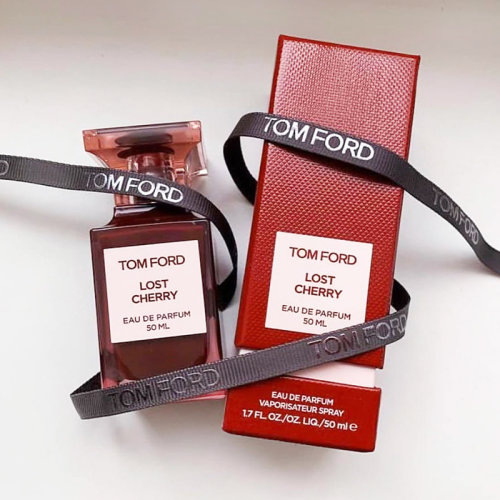 TOM FORD
TOM FORD
TOM FORD
LOST
CHERRY
EAU DE PARFUM
50 ML
TOM FORD
LOST
CHERRY
EAU DE PARFUM
50 ML
TOM FORD
TOM FORD
TOM FORD
EAU DE PARFUM
VAPORISATEUR SPRAY
1.7 FL. OZ./OZ. LIQ./50 ml e